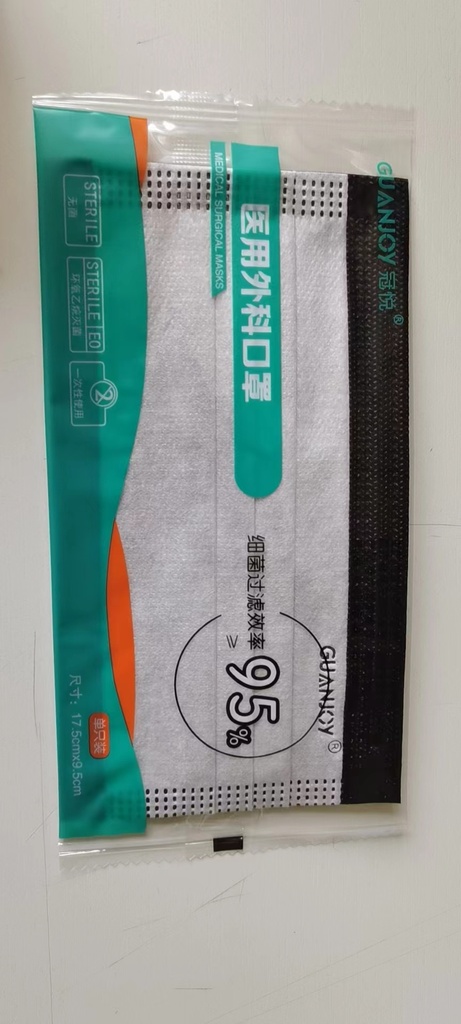 GUANJOY 冠悦®
医用外科口罩
MEDICAL SURGICAL MASKS
细菌过滤效率
≥
95%
GUANJOY®
STERILE
无菌
STERILE EO
环氧乙烷灭菌
2
一次性使用
单只装
尺寸：17.5cmx9.5cm